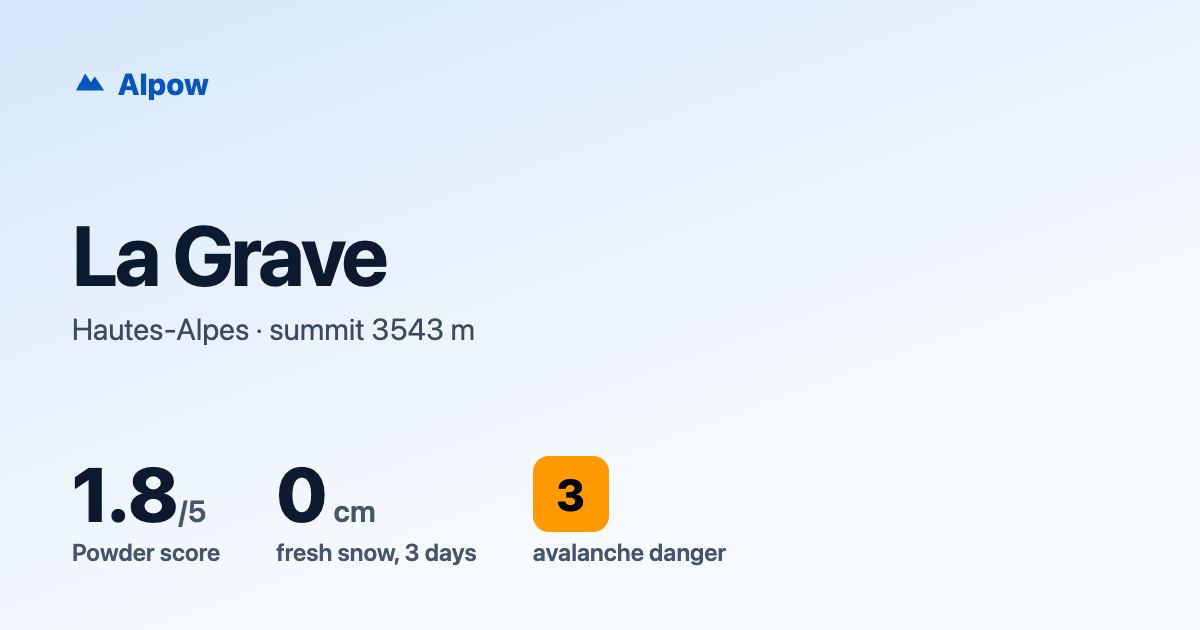 Alpow
La Grave
Hautes-Alpes · summit 3543 m
1.8/5
Powder score
0 cm
fresh snow, 3 days
3
avalanche danger